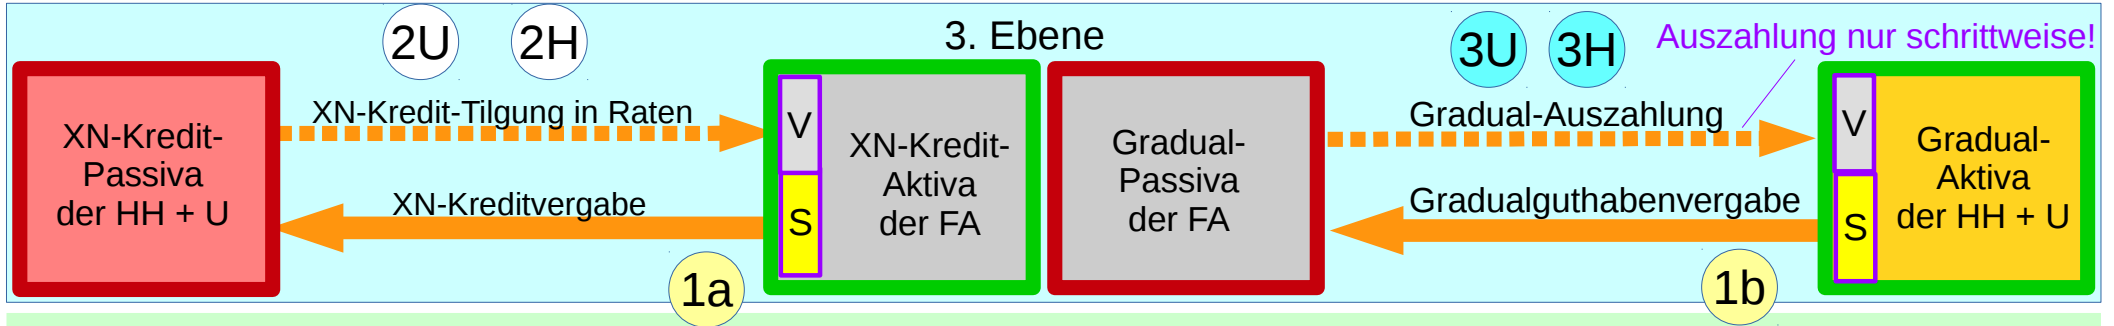 2U 2H 3. Ebene 3U 3H Auszahlung nur schrittweise!
XN-Kredit-Tilgung in Raten
XN-Kreditvergabe
XN-Kredit-
Passiva
der HH + U
V
S
XN-Kredit-
Aktiva
der FA
Gradual-
Passiva
der FA
Gradual-Auszahlung
Gradualguthabenvergabe
V
S
Gradual-
Aktiva
der HH + U
1a
1b